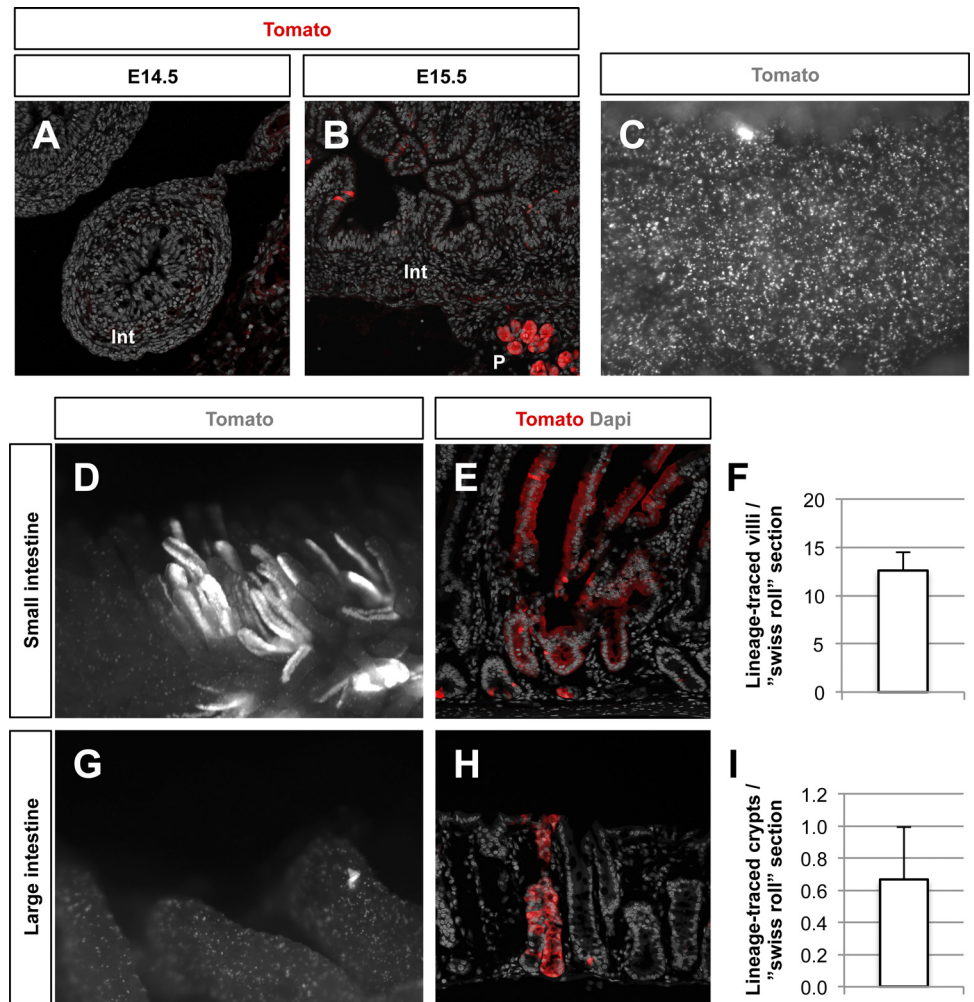 Tomato
E14.5
E15.5
Tomato
A
B
C
Int
Int
P
Tomato
Tomato Dapi
Small intestine
D
E
F
Lineage-traced villi /
”swiss roll” section
20
15
10
5
0
Large intestine
G
H
I
Lineage-traced crypts /
”swiss roll” section
1.2
1.0
0.8
0.6
0.4
0.2
0.0